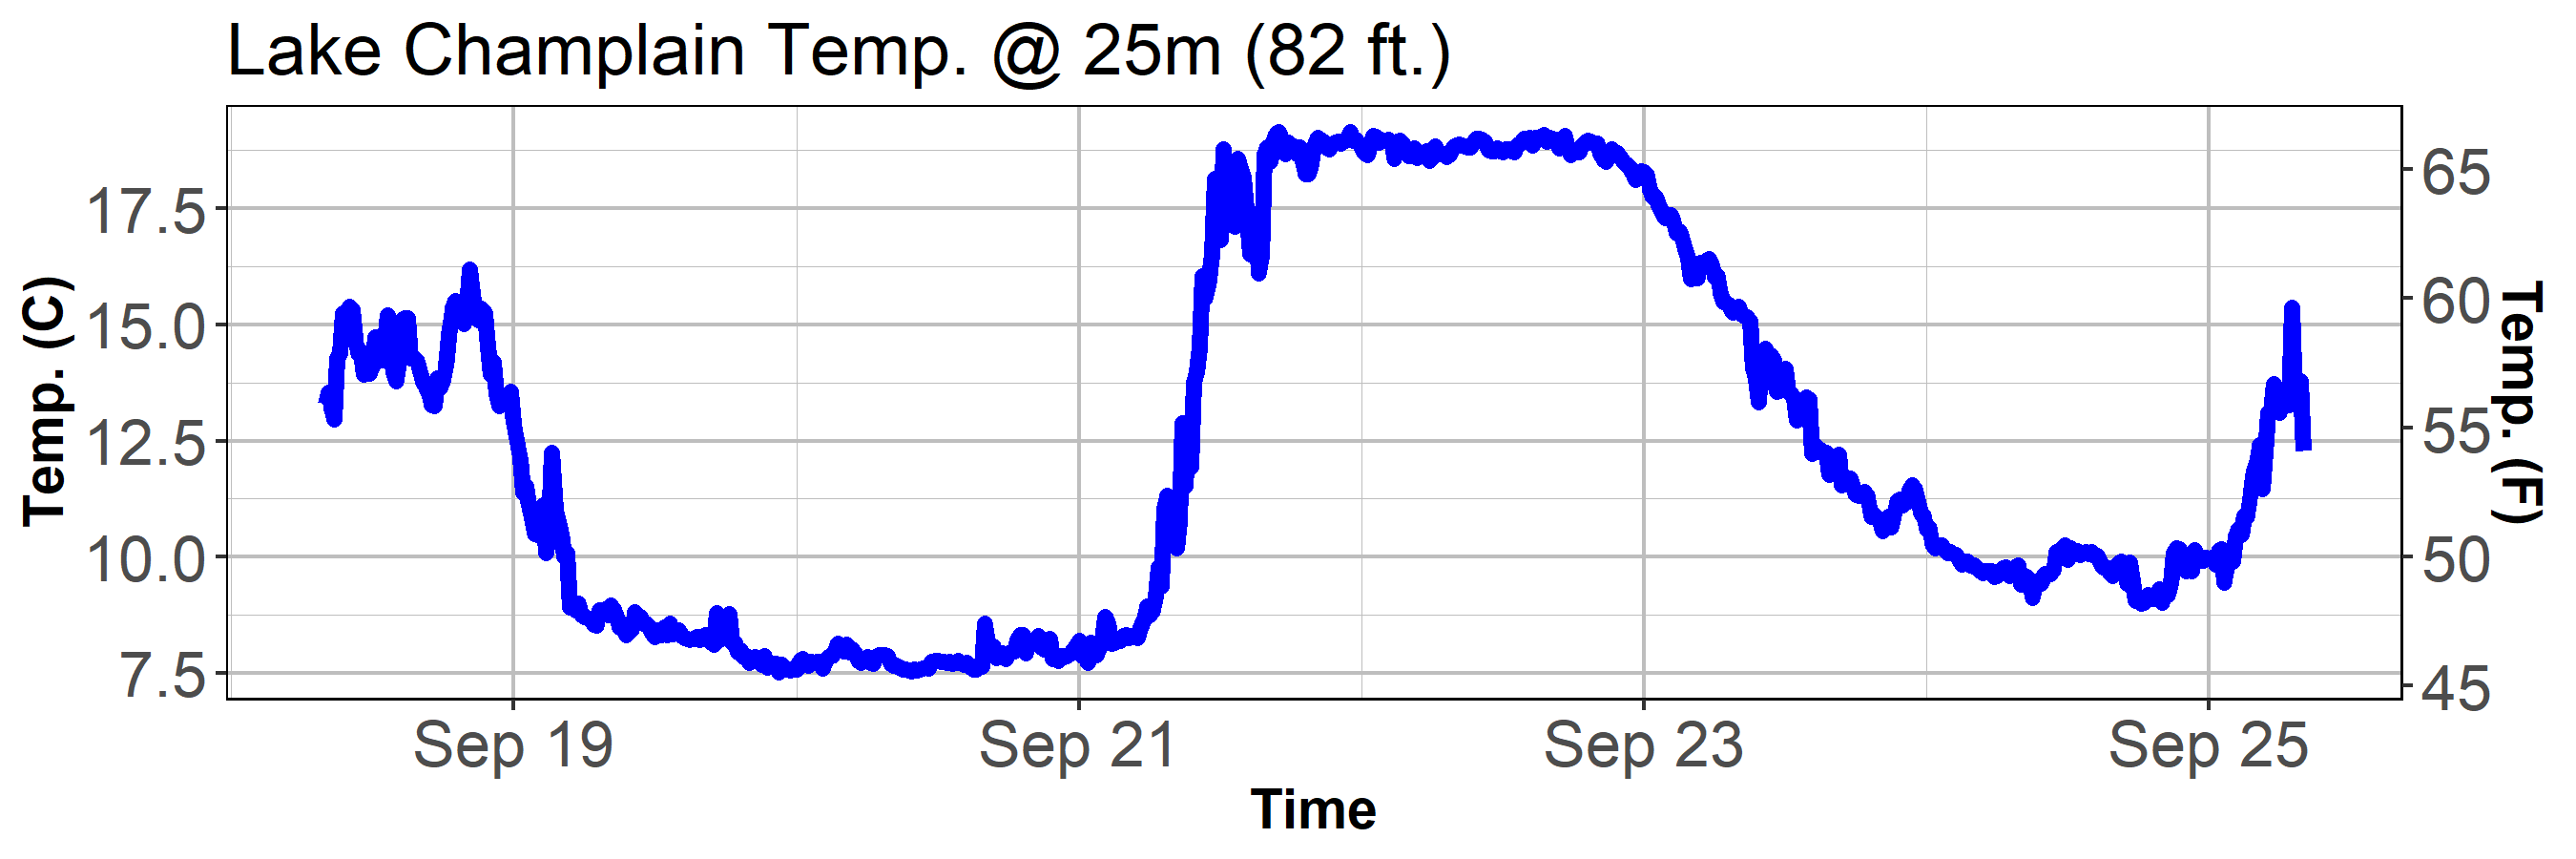 Lake Champlain Temp. @ 25m (82 ft.)
Temp. (C)
17.5
15.0
12.5
10.0
7.5
65
60
55
50
45
Temp. (F)
Sep 19 Sep 21 Sep 23 Sep 25
Time